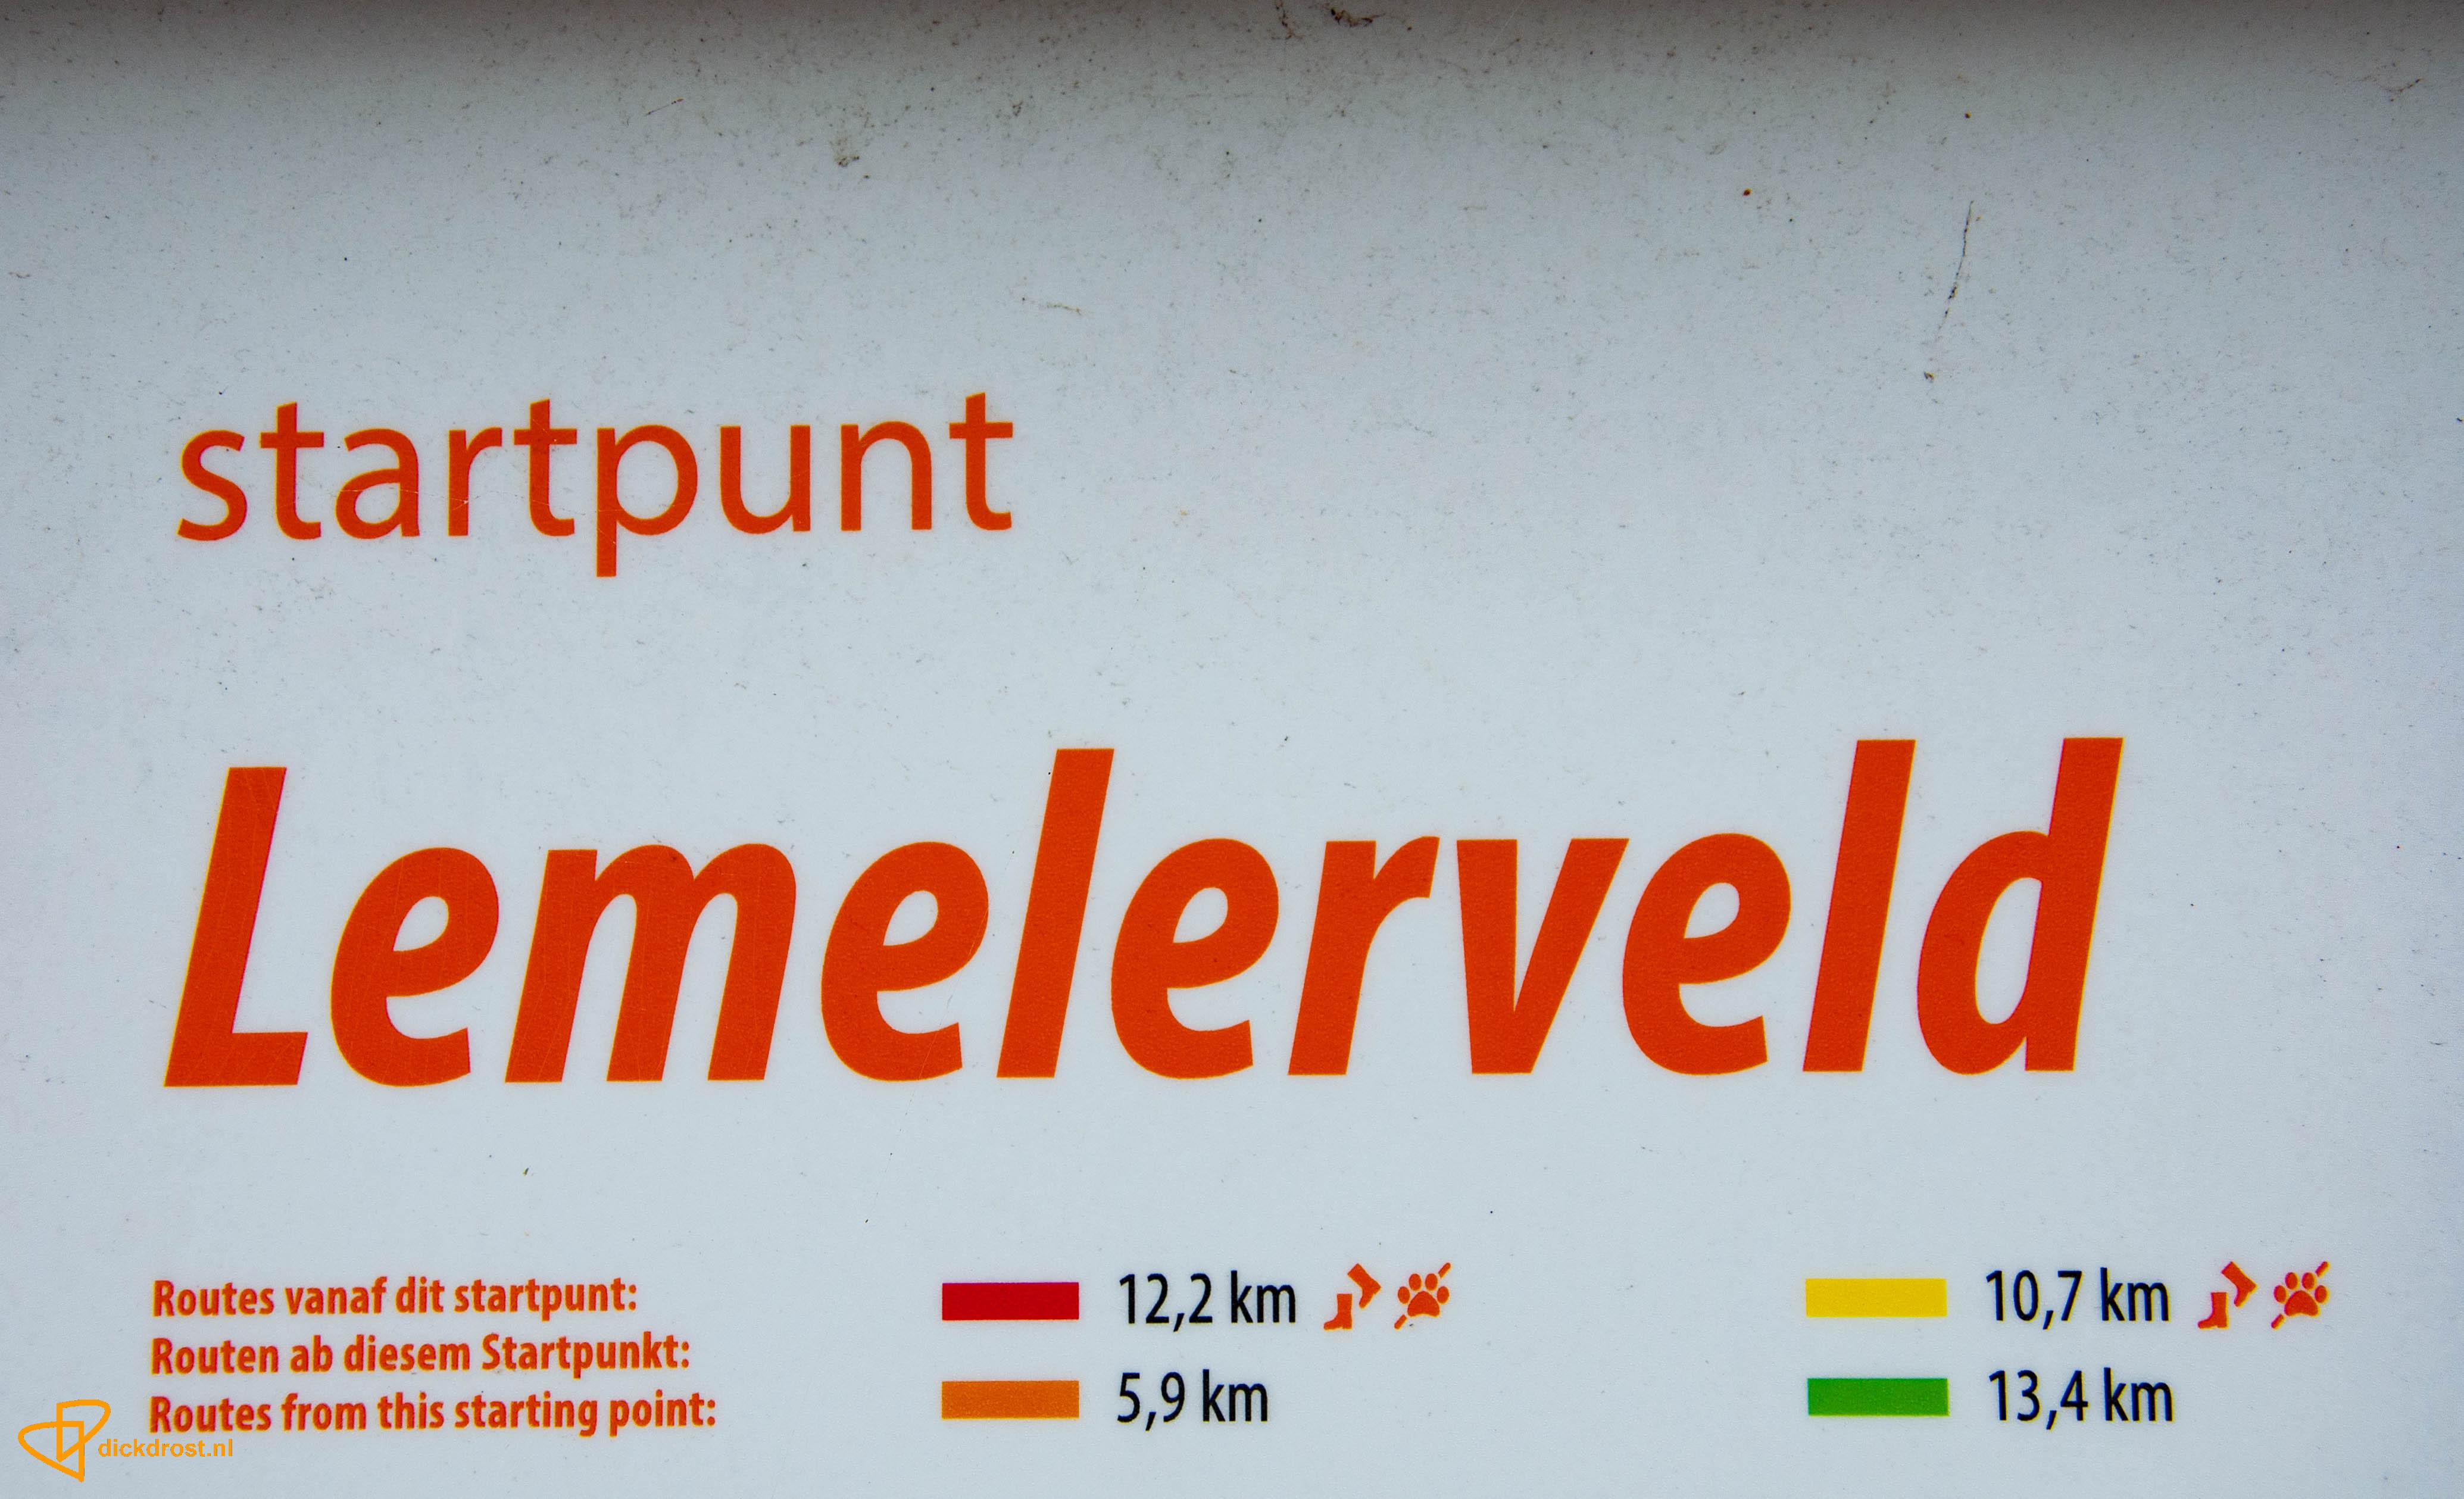 startpunt
Lemelerveld
Routes vanaf dit startpunt:
Routen ab diesem Startpunkt:
Routes from this starting point:
12,2 km
5,9 km
10,7 km
13,4 km
dickdrost.nl